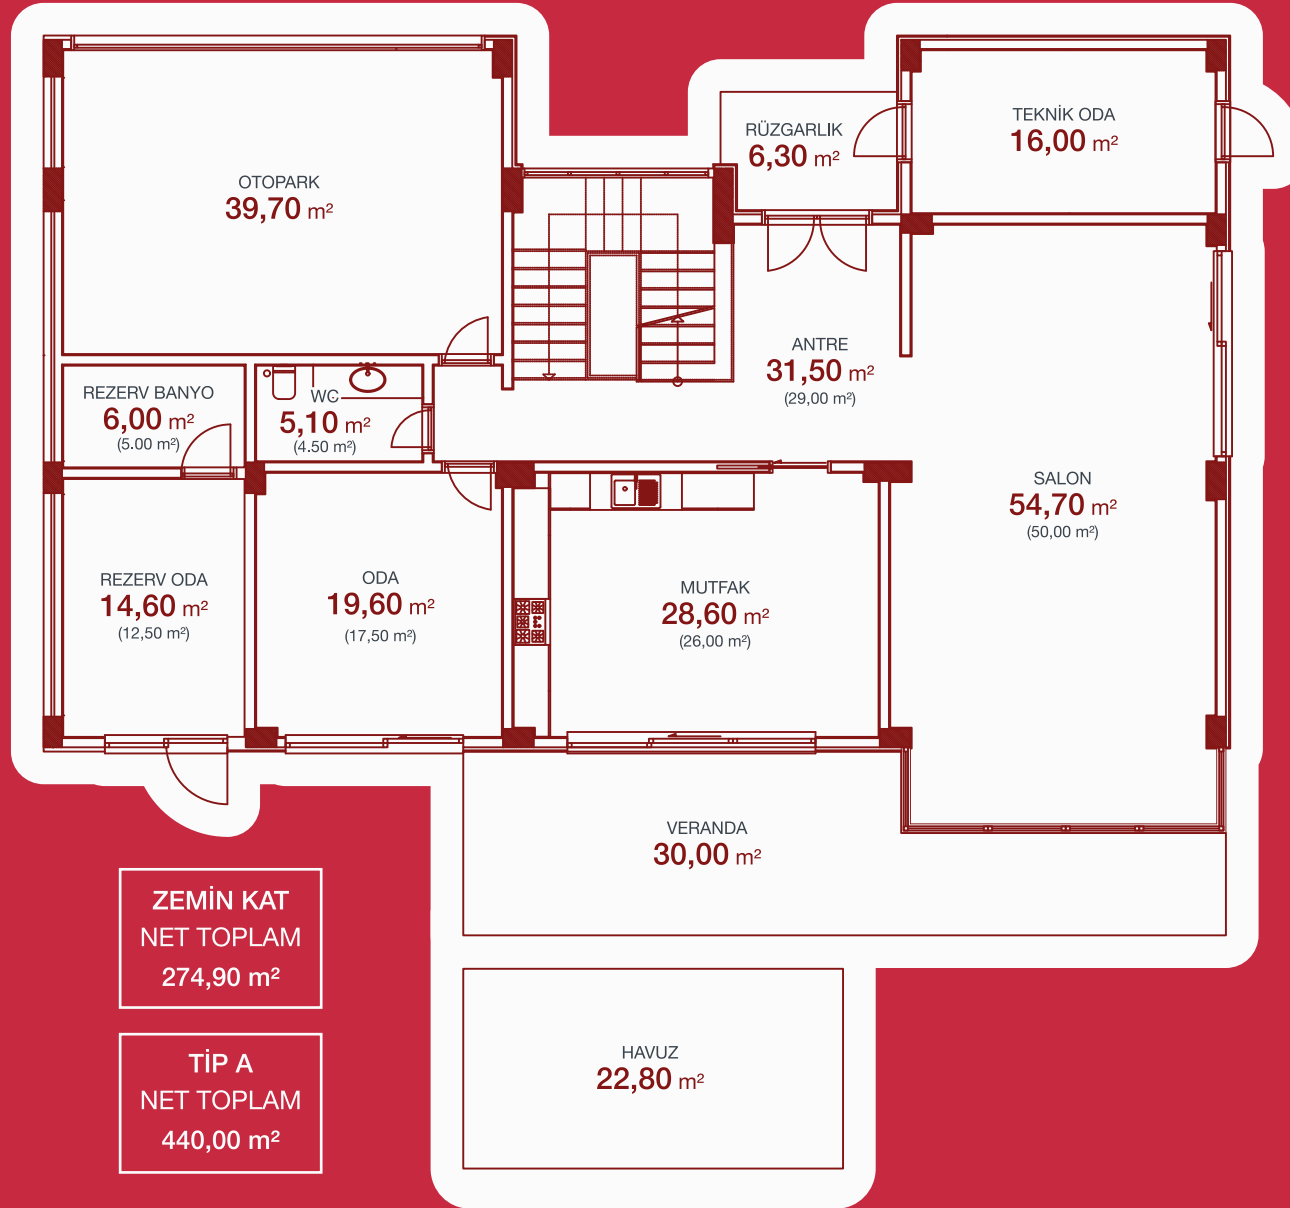 OTOPARK
39,70 m²
RÜZGARLIK
6,30 m²
TEKNİK ODA
16,00 m²
ANTRE
31,50 m²
(29,00 m²)
REZERV BANYO
6,00 m²
(5.00 m²)
WC
5,10 m²
(4.50 m²)
SALON
54,70 m²
(50,00 m²)
REZERV ODA
14,60 m²
(12,50 m²)
ODA
19,60 m²
(17,50 m²)
MUTFAK
28,60 m²
(26,00 m²)
VERANDA
30,00 m²
ZEMİN KAT
NET TOPLAM
274,90 m²
HAVUZ
22,80 m²
TİP A
NET TOPLAM
440,00 m²